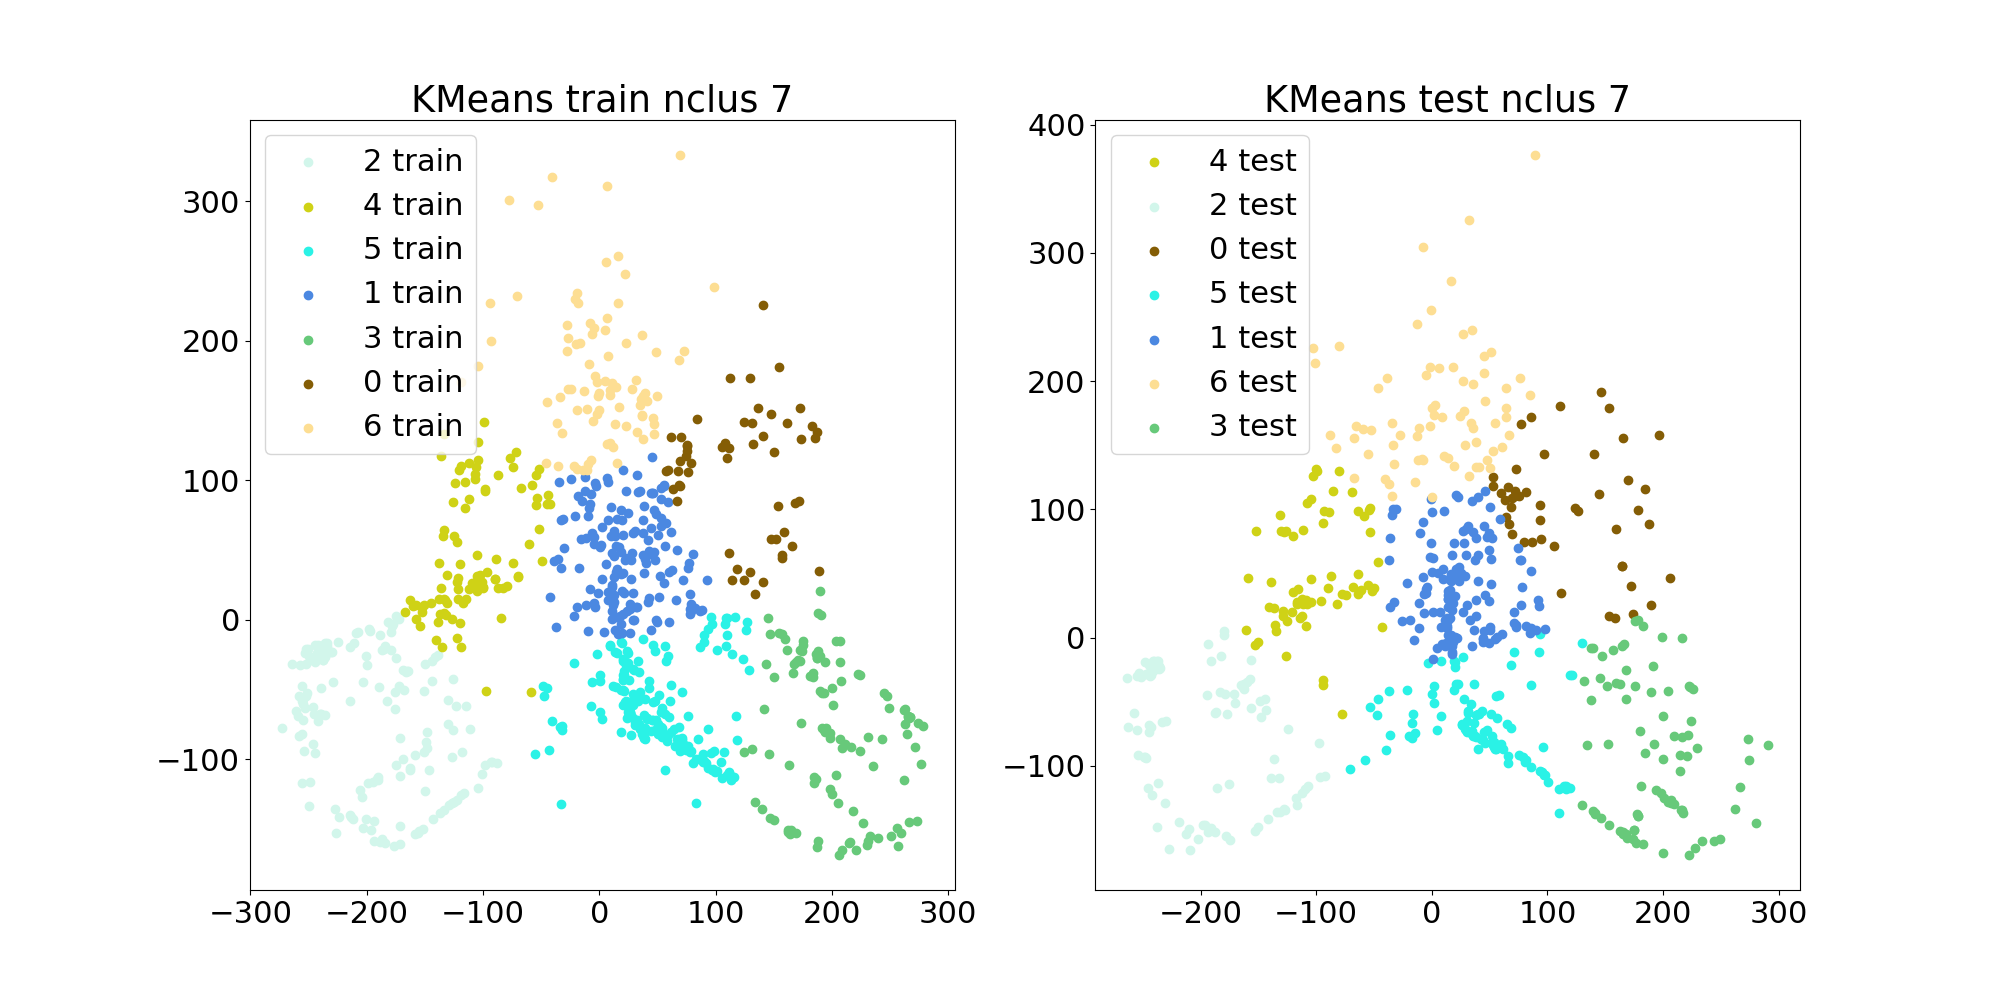 KMeans train nclus 7
300
200
100
0
−100
−300 −200 −100 0 100 200 300
2 train
4 train
5 train
1 train
3 train
0 train
6 train
KMeans test nclus 7
400
300
200
100
0
−100
−200 −100 0 100 200 300
4 test
2 test
0 test
5 test
1 test
6 test
3 test